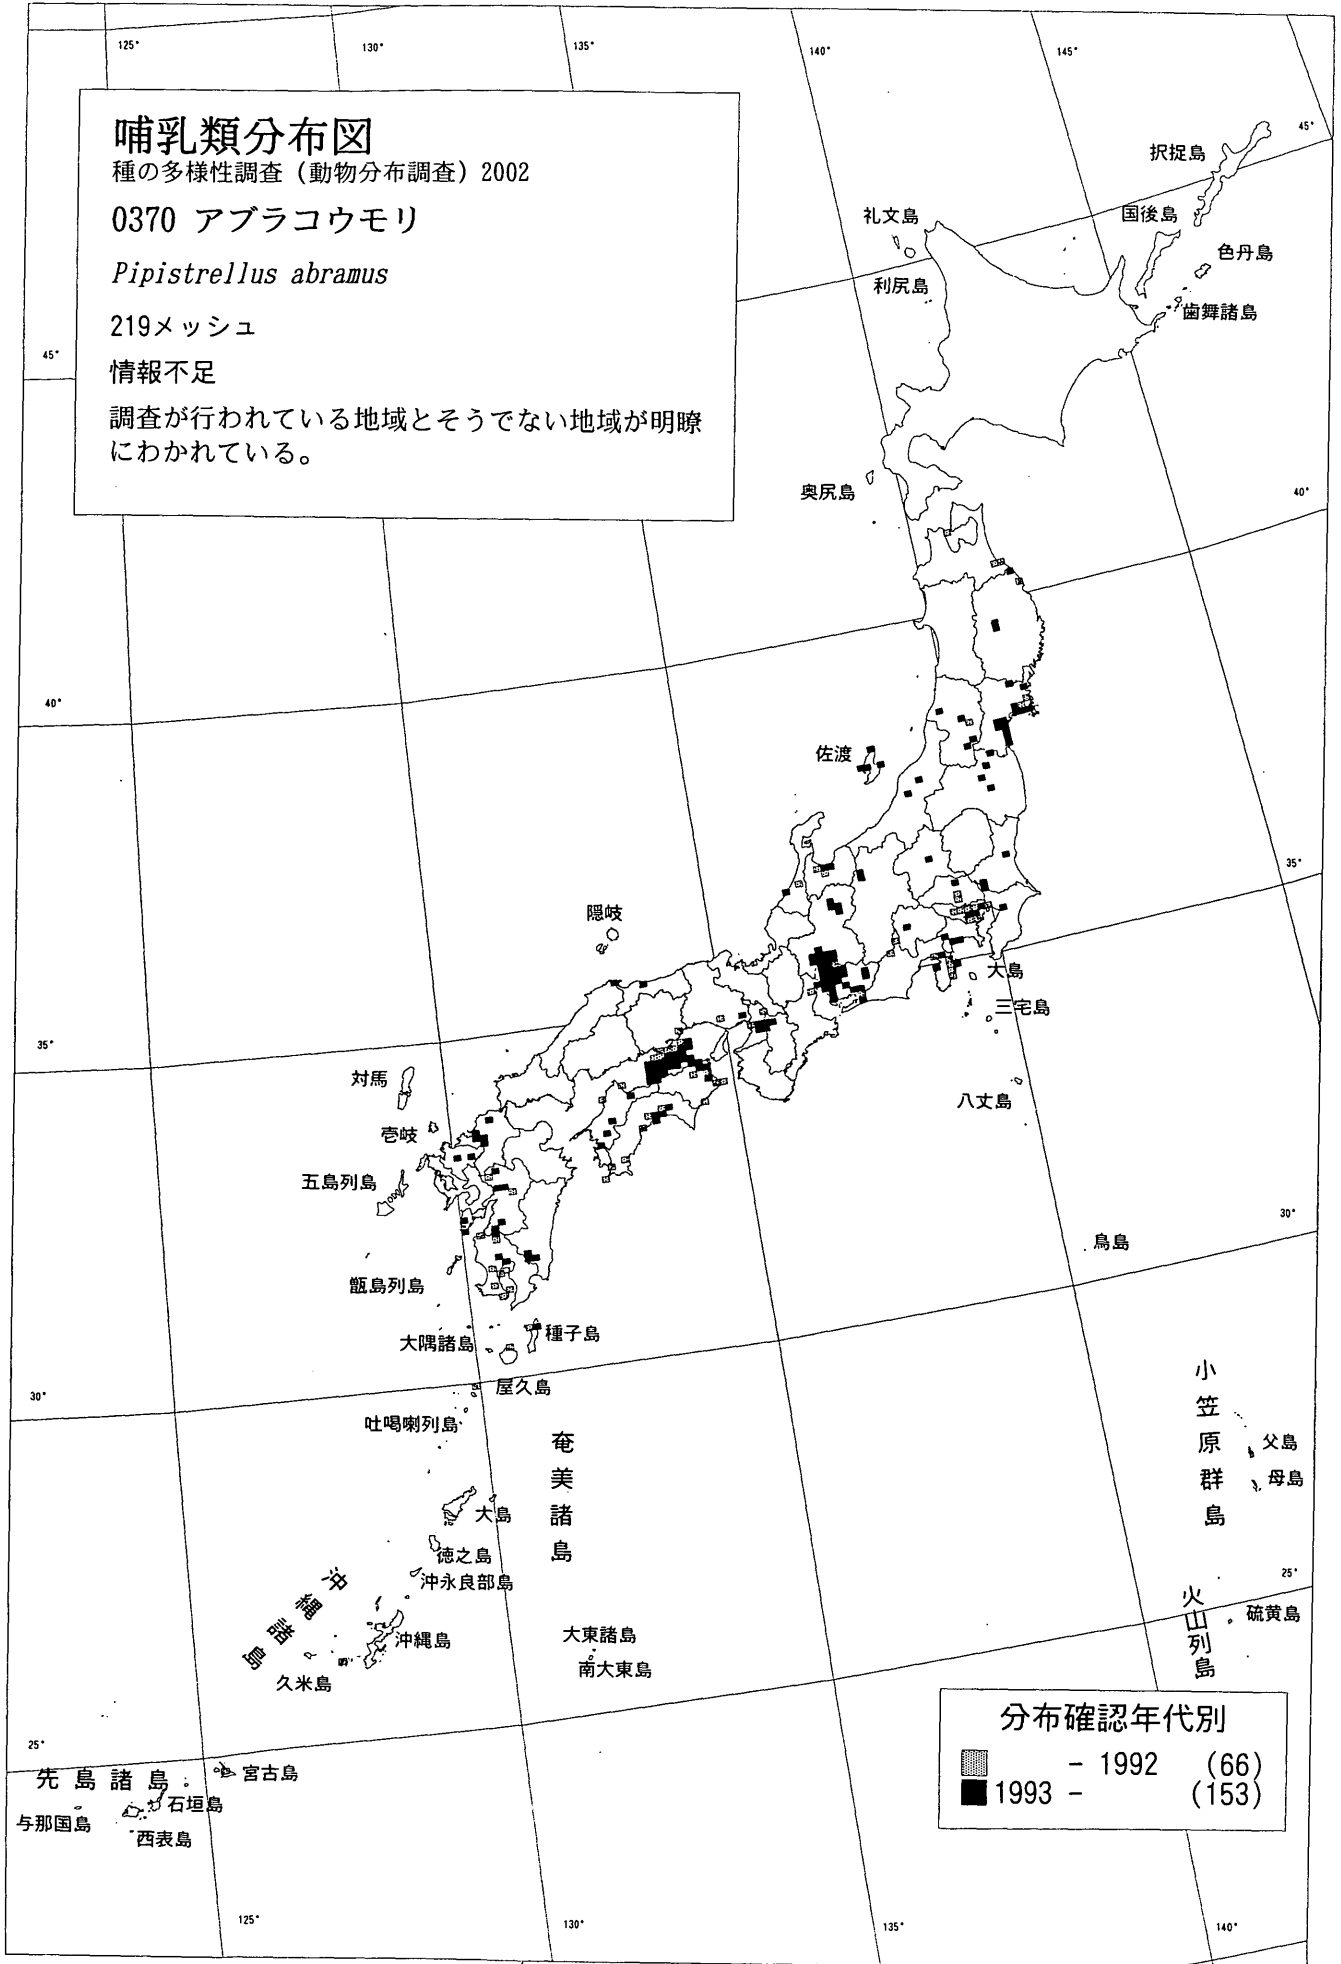 125°
130°
135°
140°
145°
哺乳類分布図
種の多様性調査（動物分布調査）2002
0370 アブラコウモリ
Pipistrellus abramus
219メッシュ
情報不足
調査が行われている地域とそうでない地域が明瞭
にわかれている。
45°
択捉島
礼文島
国後島
色丹島
利尻島
歯舞諸島
45°
奥尻島
40°
40°
佐渡
35°
隠岐
大島
三宅島
35°
対馬
八丈島
壱岐
五島列島
30°
鳥島
甑島列島
大隅諸島
種子島
屋久島
30°
吐喝喇列島
奄美諸島
小笠原群島
父島
母島
大島
徳之島
沖永良部島
25°
沖縄諸島
火山列島
硫黄島
沖縄島
大東諸島
南大東島
久米島
分布確認年代別
- 1992 (66)
1993 - (153)
25°
先島諸島
宮古島
石垣島
与那国島
西表島
125°
130°
135°
140°